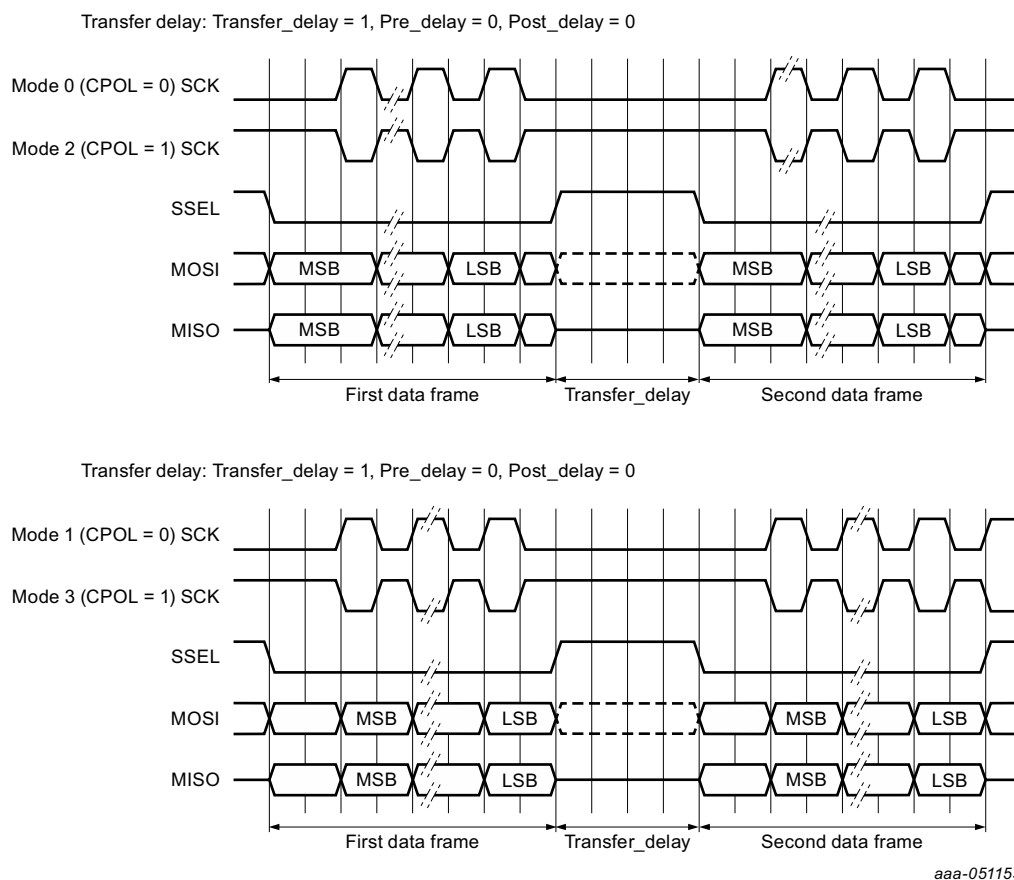 Transfer delay: Transfer_delay = 1, Pre_delay = 0, Post_delay = 0
Mode 0 (CPOL = 0) SCK
Mode 2 (CPOL = 1) SCK
SSEL
MOSI MSB LSB MSB LSB
MISO MSB LSB MSB LSB
First data frame Transfer_delay Second data frame
Transfer delay: Transfer_delay = 1, Pre_delay = 0, Post_delay = 0
Mode 1 (CPOL = 0) SCK
Mode 3 (CPOL = 1) SCK
SSEL
MOSI MSB LSB MSB LSB
MISO MSB LSB MSB LSB
First data frame Transfer_delay Second data frame